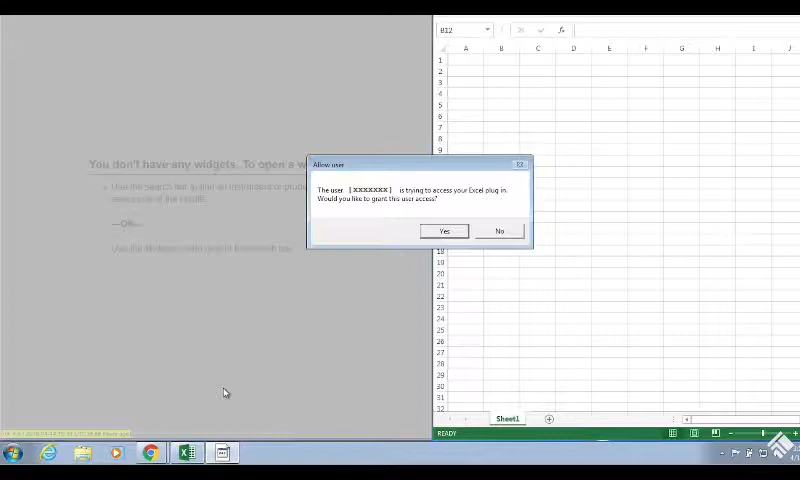 B12
fx
A B C D E F G H I J
1
2
3
4
5
6
7
8
9
You don't have any widgets. To open a w
Allow user
The user [XXXXXXX] is trying to access your Excel plug in.
Would you like to grant this user access?
Yes No
—OR—
18
19
20
21
22
23
24
25
26
27
28
29
30
31
32
Sheet1
READY